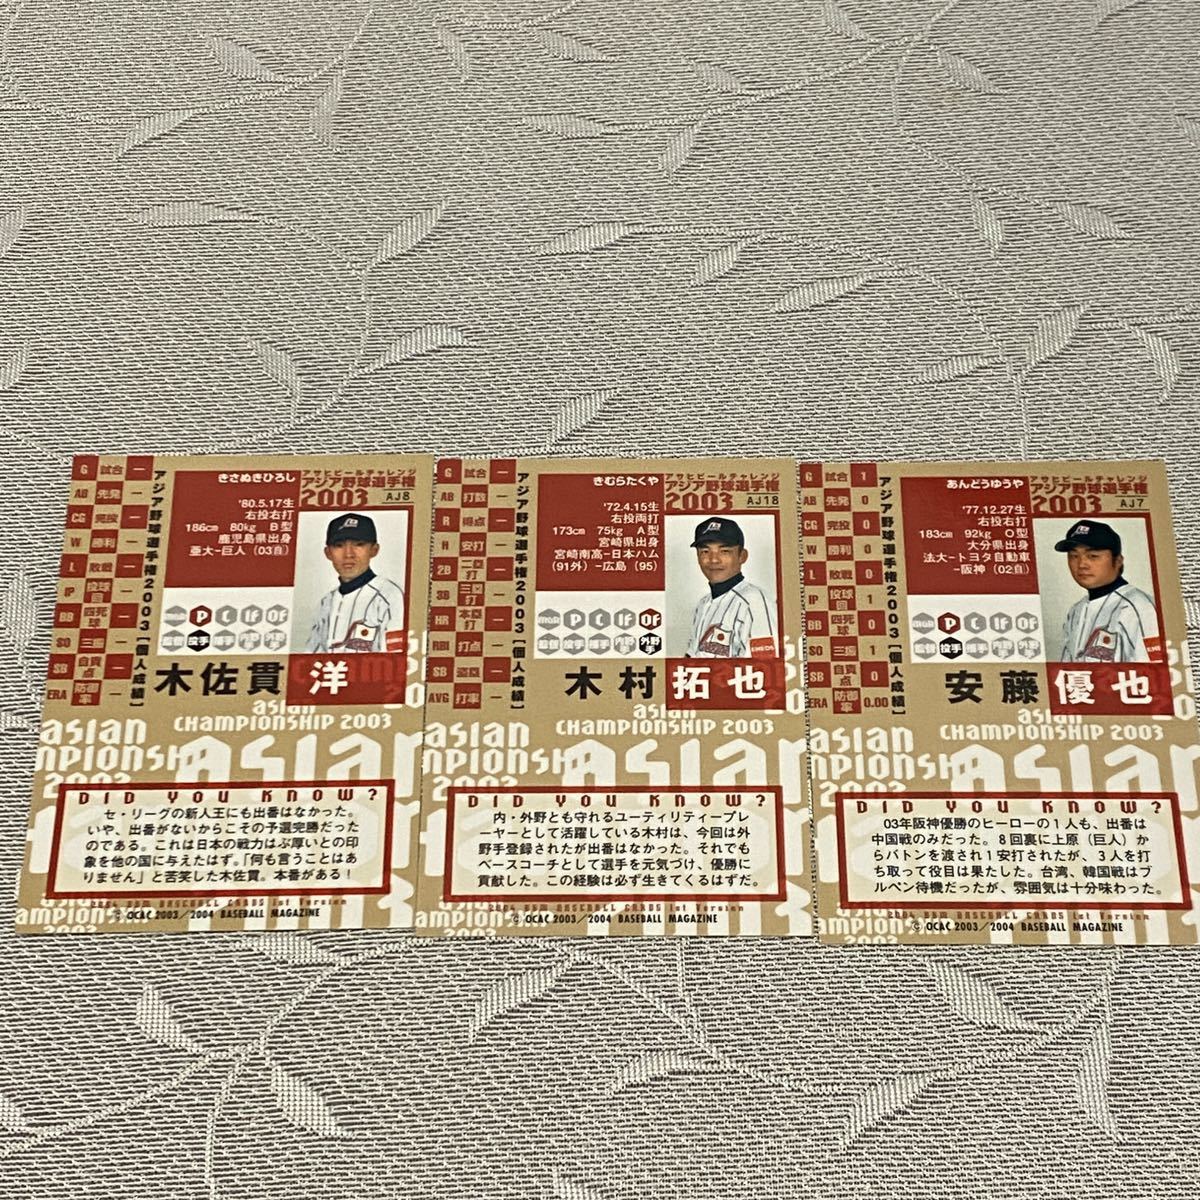 G 試合 —
AB 先発 —
CG 完投 —
W 勝利 —
L 敗戦 —
IP 投球回 —
BB 四死球 —
SO 三振 —
SB 自責点 —
ERA 防御率 —
アジア野球選手権2003【個人成績】
きさぬきひろし
'80.5.17生
右投右打
186cm 80kg B型
鹿児島県出身
亜大−巨人（03自）
アサヒビールチャレンジ
アジア野球選手権
2003
AJ8
MGR P C IF OF
監督 投手 捕手 内野手 外野手
木佐貫 洋
asian
CHAMPIONSHIP 2003
DID YOU KNOW?
セ・リーグの新人王にも出番はなかった。
いや、出番がないからこその予選完勝だった
のである。これは日本の戦力はぶ厚いとの印
象を他の国に与えたはず。「何も言うことはあ
りません」と苦笑した木佐貫。本番がある！
2004 BBM BASEBALL CARDS 1st Version
© OCAC 2003／2004 BASEBALL MAGAZINE
G 試合 —
AB 打数 —
R 得点 —
H 安打 —
2B 二塁打 —
3B 三塁打 —
HR 本塁打 —
RBI 打点 —
SB 盗塁 —
AVG 打率 —
アジア野球選手権2003【個人成績】
きむらたくや
'72.4.15生
右投両打
173cm 75kg A型
宮崎県出身
宮崎南高−日本ハム
（91外）−広島（95）
アサヒビールチャレンジ
アジア野球選手権
2003
AJ18
ENEOS
MGR P C IF OF
監督 投手 捕手 内野手 外野手
木村 拓也
asian
CHAMPIONSHIP 2003
DID YOU KNOW?
内・外野とも守れるユーティリティープレ
ーヤーとして活躍している木村は、今回は外
野手登録されたが出番はなかった。それでも
ベースコーチとして選手を元気づけ、優勝に
貢献した。この経験は必ず生きてくるはずだ。
2004 BBM BASEBALL CARDS 1st Version
© OCAC 2003／2004 BASEBALL MAGAZINE
G 試合 1
AB 先発 0
CG 完投 0
W 勝利 0
L 敗戦 0
IP 投球回 1
BB 四死球 0
SO 三振 1
SB 自責点 0
ERA 防御率 0.00
アジア野球選手権2003【個人成績】
あんどうゆうや
'77.12.27生
右投右打
183cm 92kg O型
大分県出身
法大−トヨタ自動車
−阪神（02自）
アサヒビールチャレンジ
アジア野球選手権
2003
AJ7
ENEOS
MGR P C IF OF
監督 投手 捕手 内野手 外野手
安藤 優也
asian
CHAMPIONSHIP 2003
DID YOU KNOW?
03年阪神優勝のヒーローの1人も、出番は
中国戦のみだった。8回裏に上原（巨人）か
らバトンを渡され1安打されたが、3人を打
ち取って役目は果たした。台湾、韓国戦はブ
ルペン待機だったが、雰囲気は十分味わった。
2004 BBM BASEBALL CARDS 1st Version
© OCAC 2003／2004 BASEBALL MAGAZINE